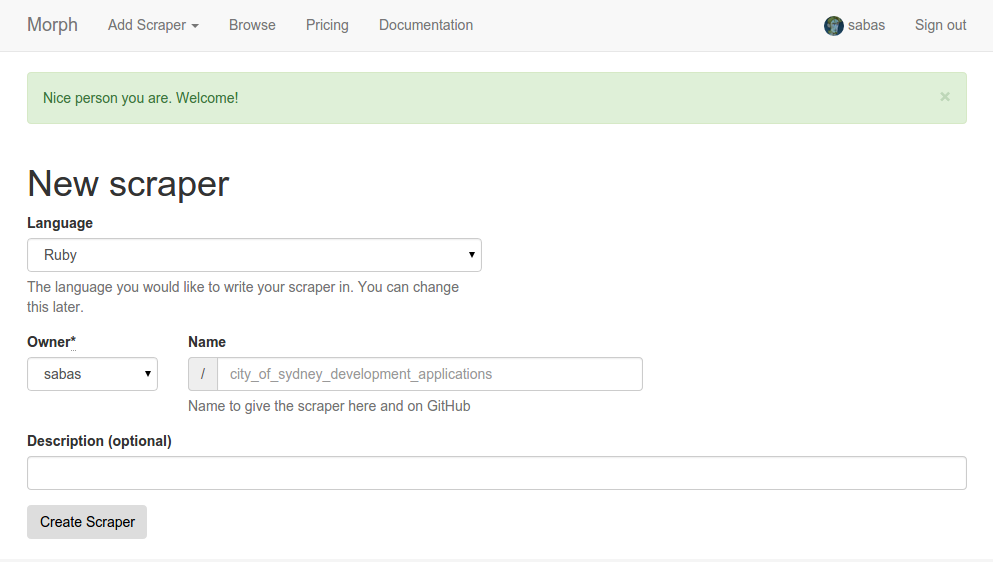 Morph Add Scraper Browse Pricing Documentation sabas Sign out
Nice person you are. Welcome! ×
New scraper
Language
Ruby
The language you would like to write your scraper in. You can change
this later.
Owner* Name
sabas / city_of_sydney_development_applications
Name to give the scraper here and on GitHub
Description (optional)
Create Scraper